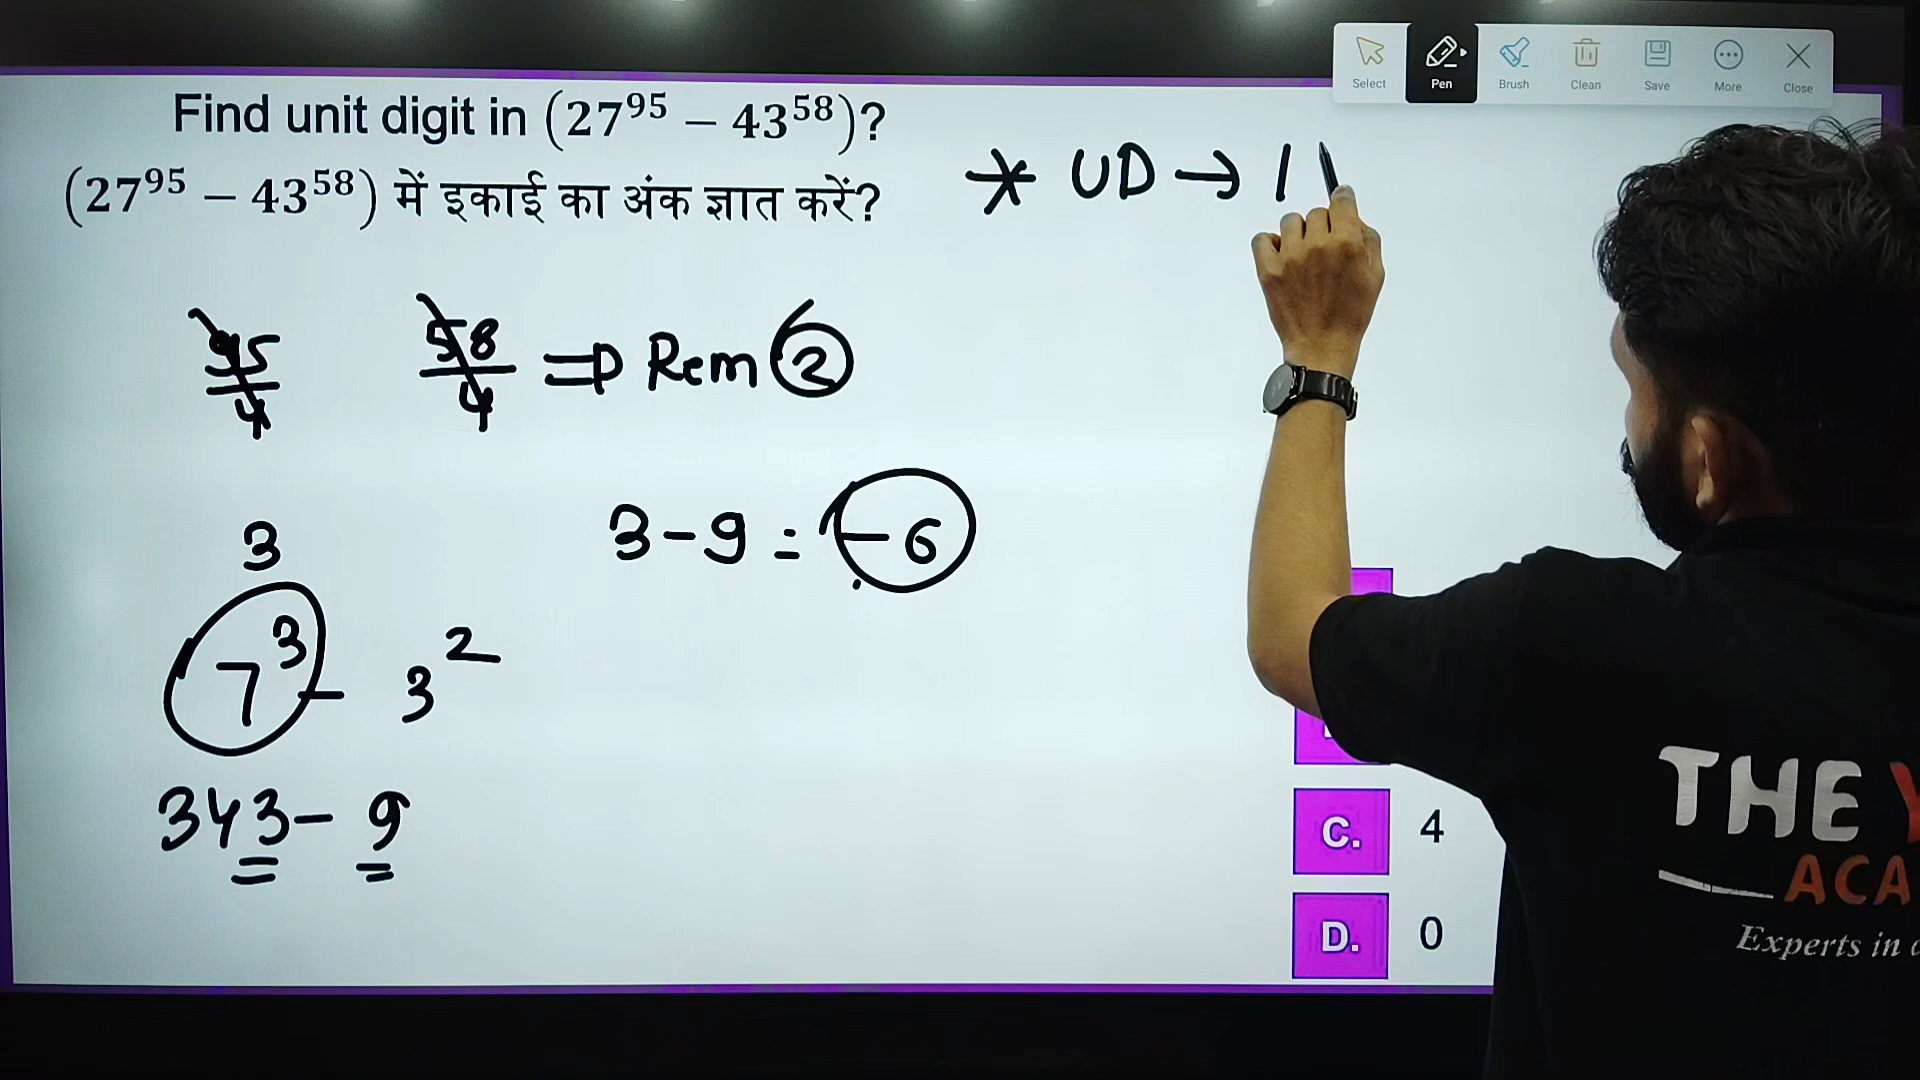 Select Pen Brush Clean Save More Close
Find unit digit in (27^95 − 43^58)?
(27^95 − 43^58) में इकाई का अंक ज्ञात करें?
* UD → 1
95/4 58/4 ⇒ Rem 2
3 - 9 = -6
3
7^3 - 3^2
343 - 9
C. 4
D. 0
THE
ACA
Experts in